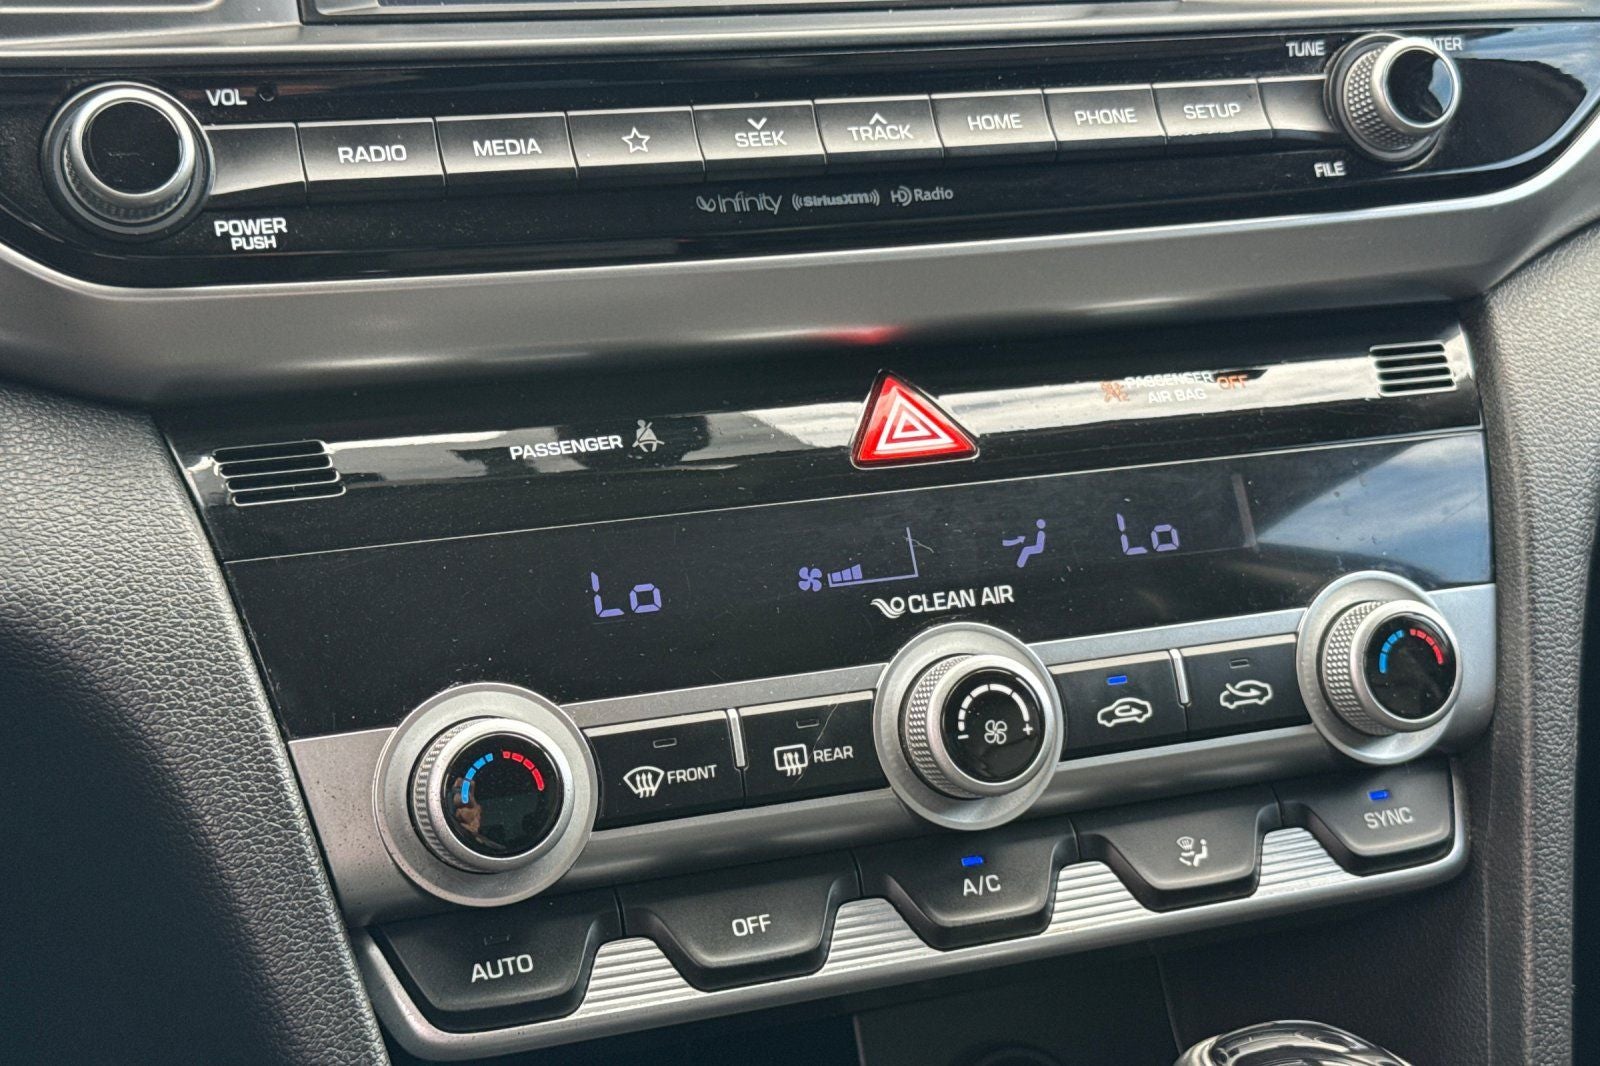 VOL
TUNE
RADIO
MEDIA
SEEK
TRACK
HOME
PHONE
SETUP
FILE
POWER
PUSH
infinity
((SiriusXM))
HD Radio
PASSENGER
PASSENGER
AIR BAG
OFF
Lo
Lo
CLEAN AIR
FRONT
REAR
- +
AUTO
OFF
A/C
SYNC